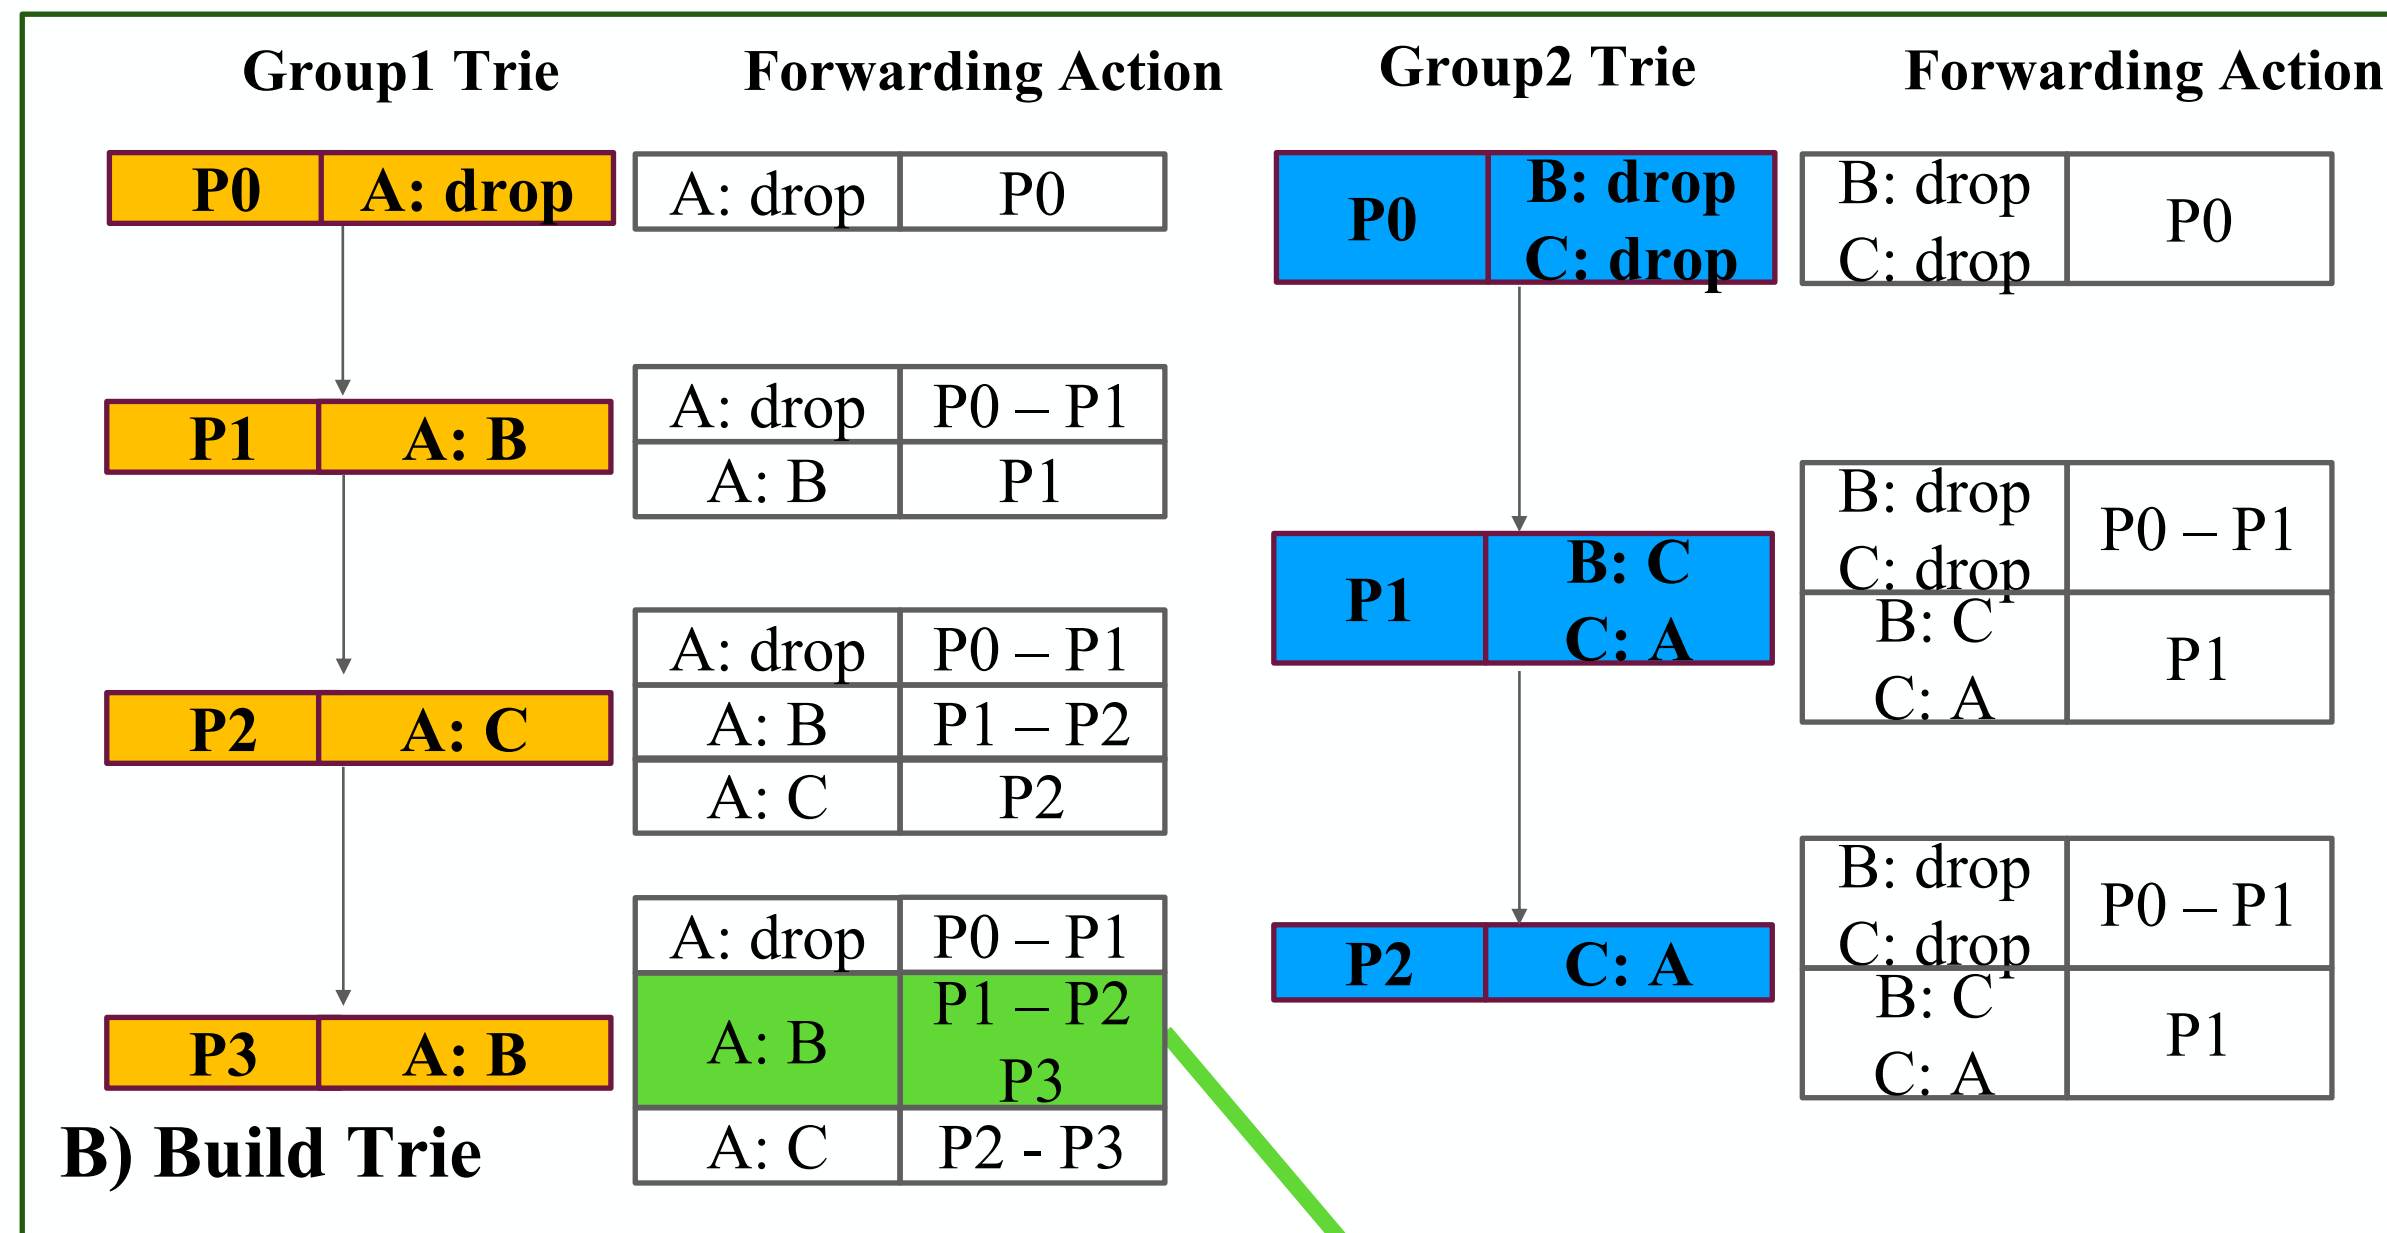 Group1 Trie
Forwarding Action
P0 A: drop
A: drop P0
P1 A: B
A: drop P0 – P1
A: B P1
P2 A: C
A: drop P0 – P1
A: B P1 – P2
A: C P2
P3 A: B
A: drop P0 – P1
A: B P1 – P2
P3
A: C P2 - P3
B) Build Trie
Group2 Trie
Forwarding Action
P0 B: drop
C: drop
B: drop P0
C: drop
P1 B: C
C: A
B: drop P0 – P1
C: drop
B: C P1
C: A
P2 C: A
B: drop P0 – P1
C: drop
B: C P1
C: A